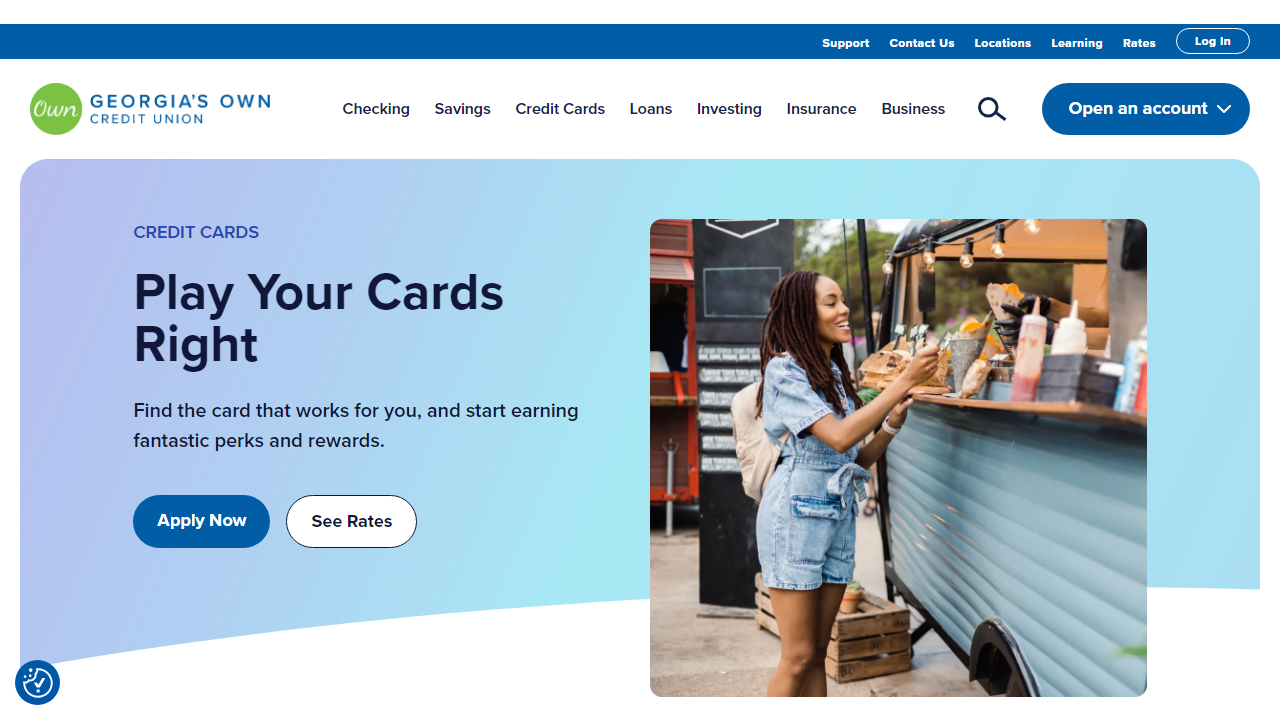 Support Contact Us Locations Learning Rates Log In
Own GEORGIA'S OWN
CREDIT UNION
Checking Savings Credit Cards Loans Investing Insurance Business Open an account
CREDIT CARDS
Play Your Cards
Right
Find the card that works for you, and start earning
fantastic perks and rewards.
Apply Now See Rates